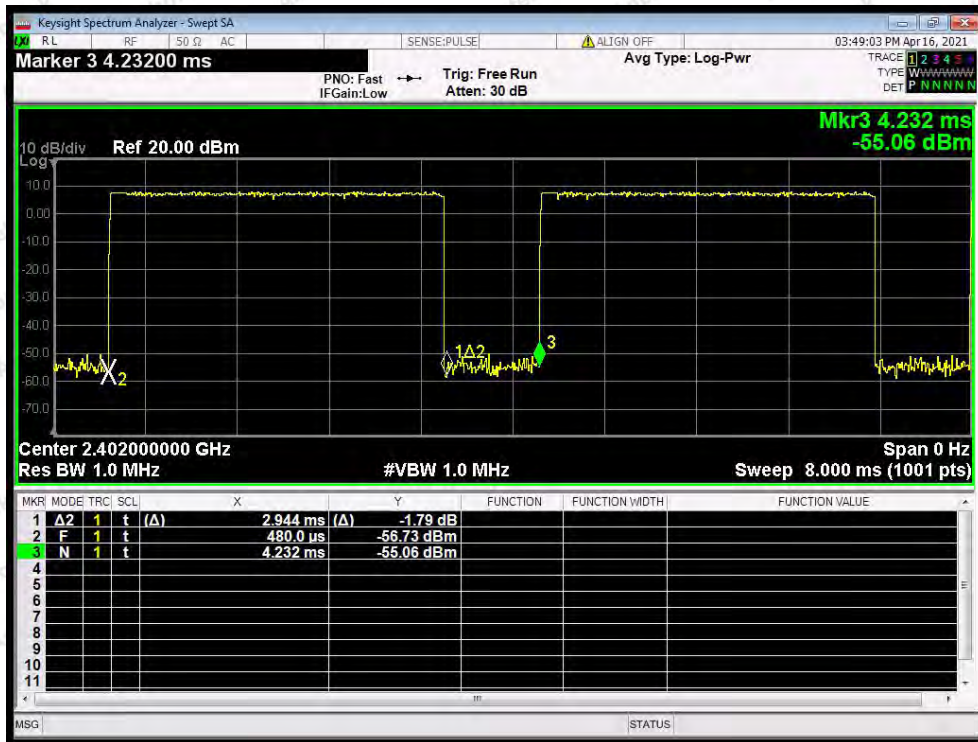 Keysight Spectrum Analyzer - Swept SA
LXI RL RF 50 Ω AC SENSE:PULSE ALIGN OFF 03:49:03 PM Apr 16, 2021
Marker 3 4.23200 ms
PNO: Fast
IFGain:Low
Trig: Free Run
Atten: 30 dB
Avg Type: Log-Pwr
TRACE 1 2 3 4 5 6
TYPE WWWWWWW
DET P N N N N N
Mkr3 4.232 ms
-55.06 dBm
10 dB/div Ref 20.00 dBm
Log
10.0
0.00
-10.0
-20.0
-30.0
-40.0
-50.0
-60.0
-70.0
1Δ2
3
2
Center 2.402000000 GHz Span 0 Hz
Res BW 1.0 MHz #VBW 1.0 MHz Sweep 8.000 ms (1001 pts)
MKR MODE TRC SCL X Y FUNCTION FUNCTION WIDTH FUNCTION VALUE
1 Δ2 1 t (Δ) 2.944 ms (Δ) -1.79 dB
2 F 1 t 480.0 µs -56.73 dBm
3 N 1 t 4.232 ms -55.06 dBm
4
5
6
7
8
9
10
11
MSG STATUS